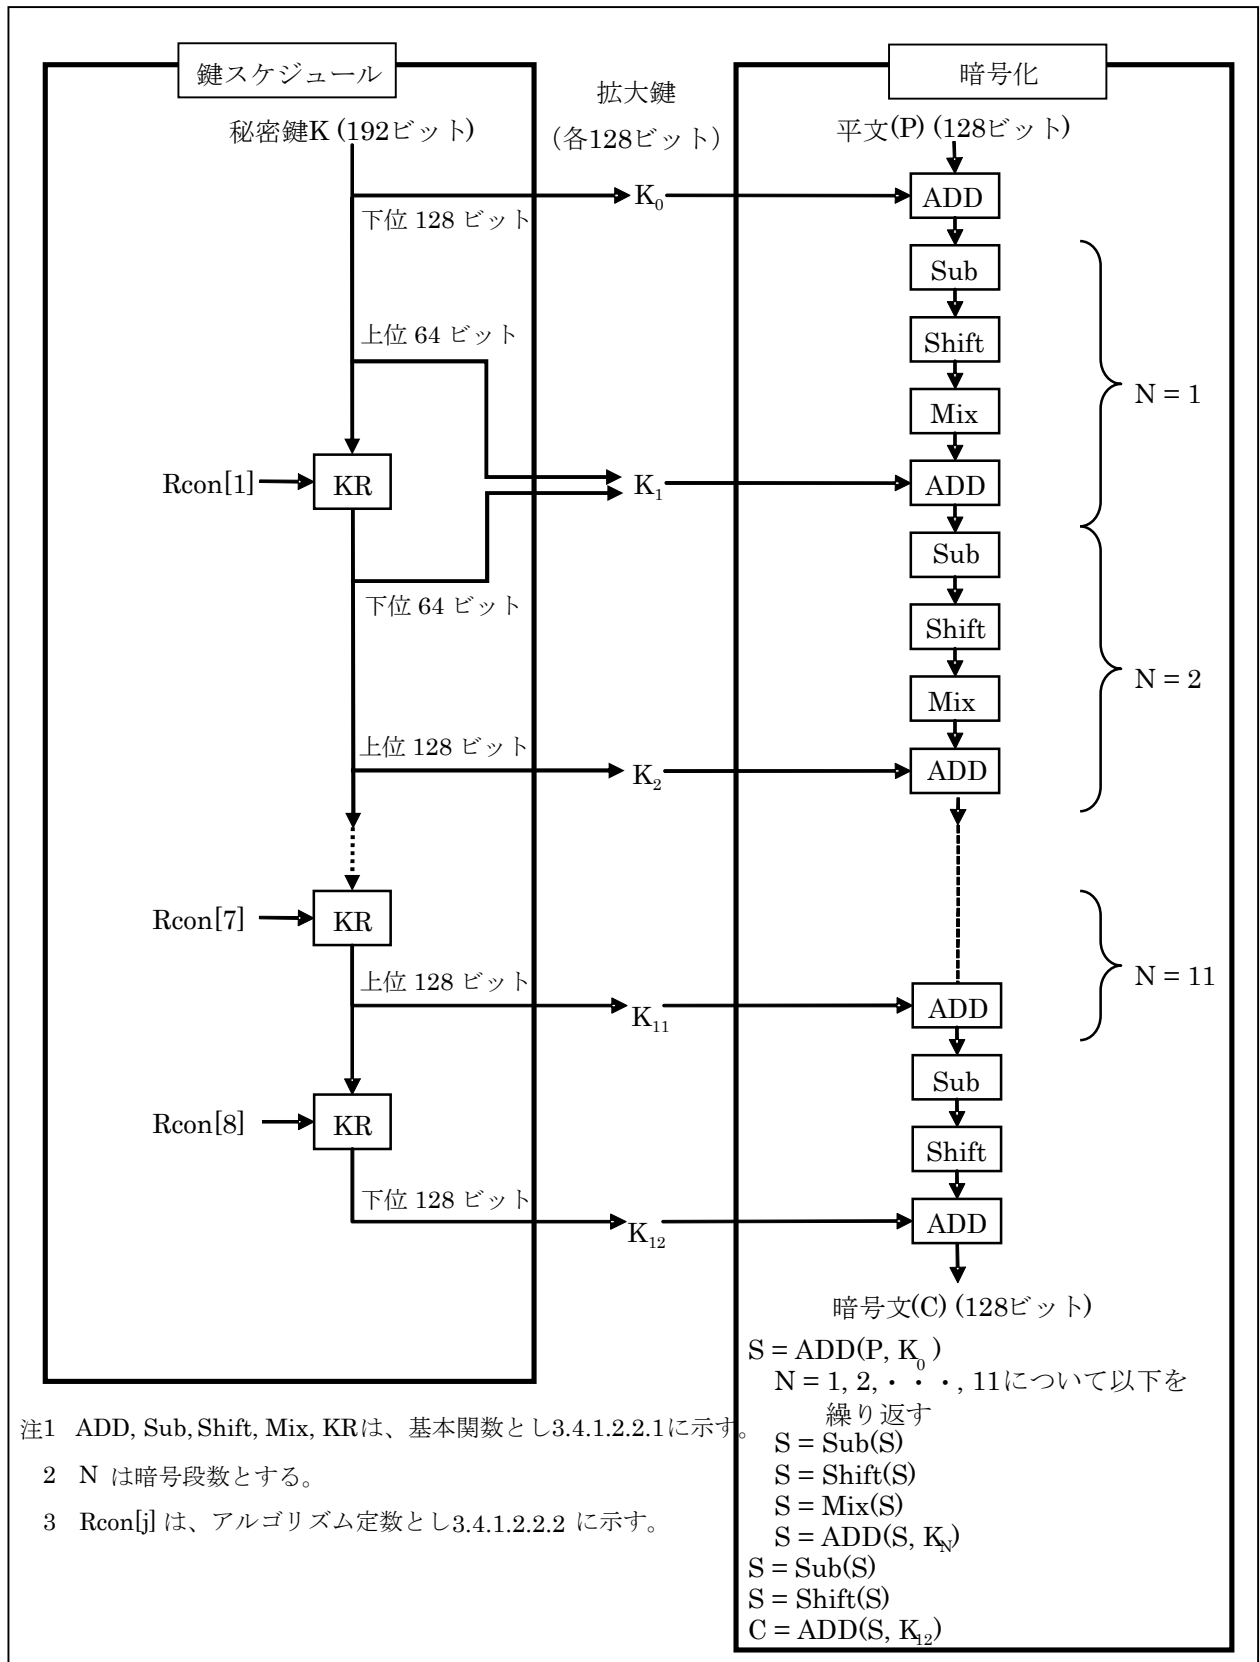 鍵スケジュール
秘密鍵K (192ビット)
下位 128 ビット
上位 64 ビット
Rcon[1]
KR
下位 64 ビット
上位 128 ビット
Rcon[7]
KR
上位 128 ビット
Rcon[8]
KR
下位 128 ビット
拡大鍵
(各128ビット)
K0
K1
K2
K11
K12
暗号化
平文(P) (128ビット)
ADD
Sub
Shift
Mix
ADD
N = 1
Sub
Shift
Mix
ADD
N = 2
ADD
N = 11
Sub
Shift
ADD
暗号文(C) (128ビット)
S = ADD(P, K0 )
N = 1, 2,・・・, 11について以下を
繰り返す
S = Sub(S)
S = Shift(S)
S = Mix(S)
S = ADD(S, KN)
S = Sub(S)
S = Shift(S)
C = ADD(S, K12)
注1 ADD, Sub, Shift, Mix, KRは、基本関数とし3.4.1.2.2.1に示す。
2 N は暗号段数とする。
3 Rcon[j] は、アルゴリズム定数とし3.4.1.2.2.2 に示す。